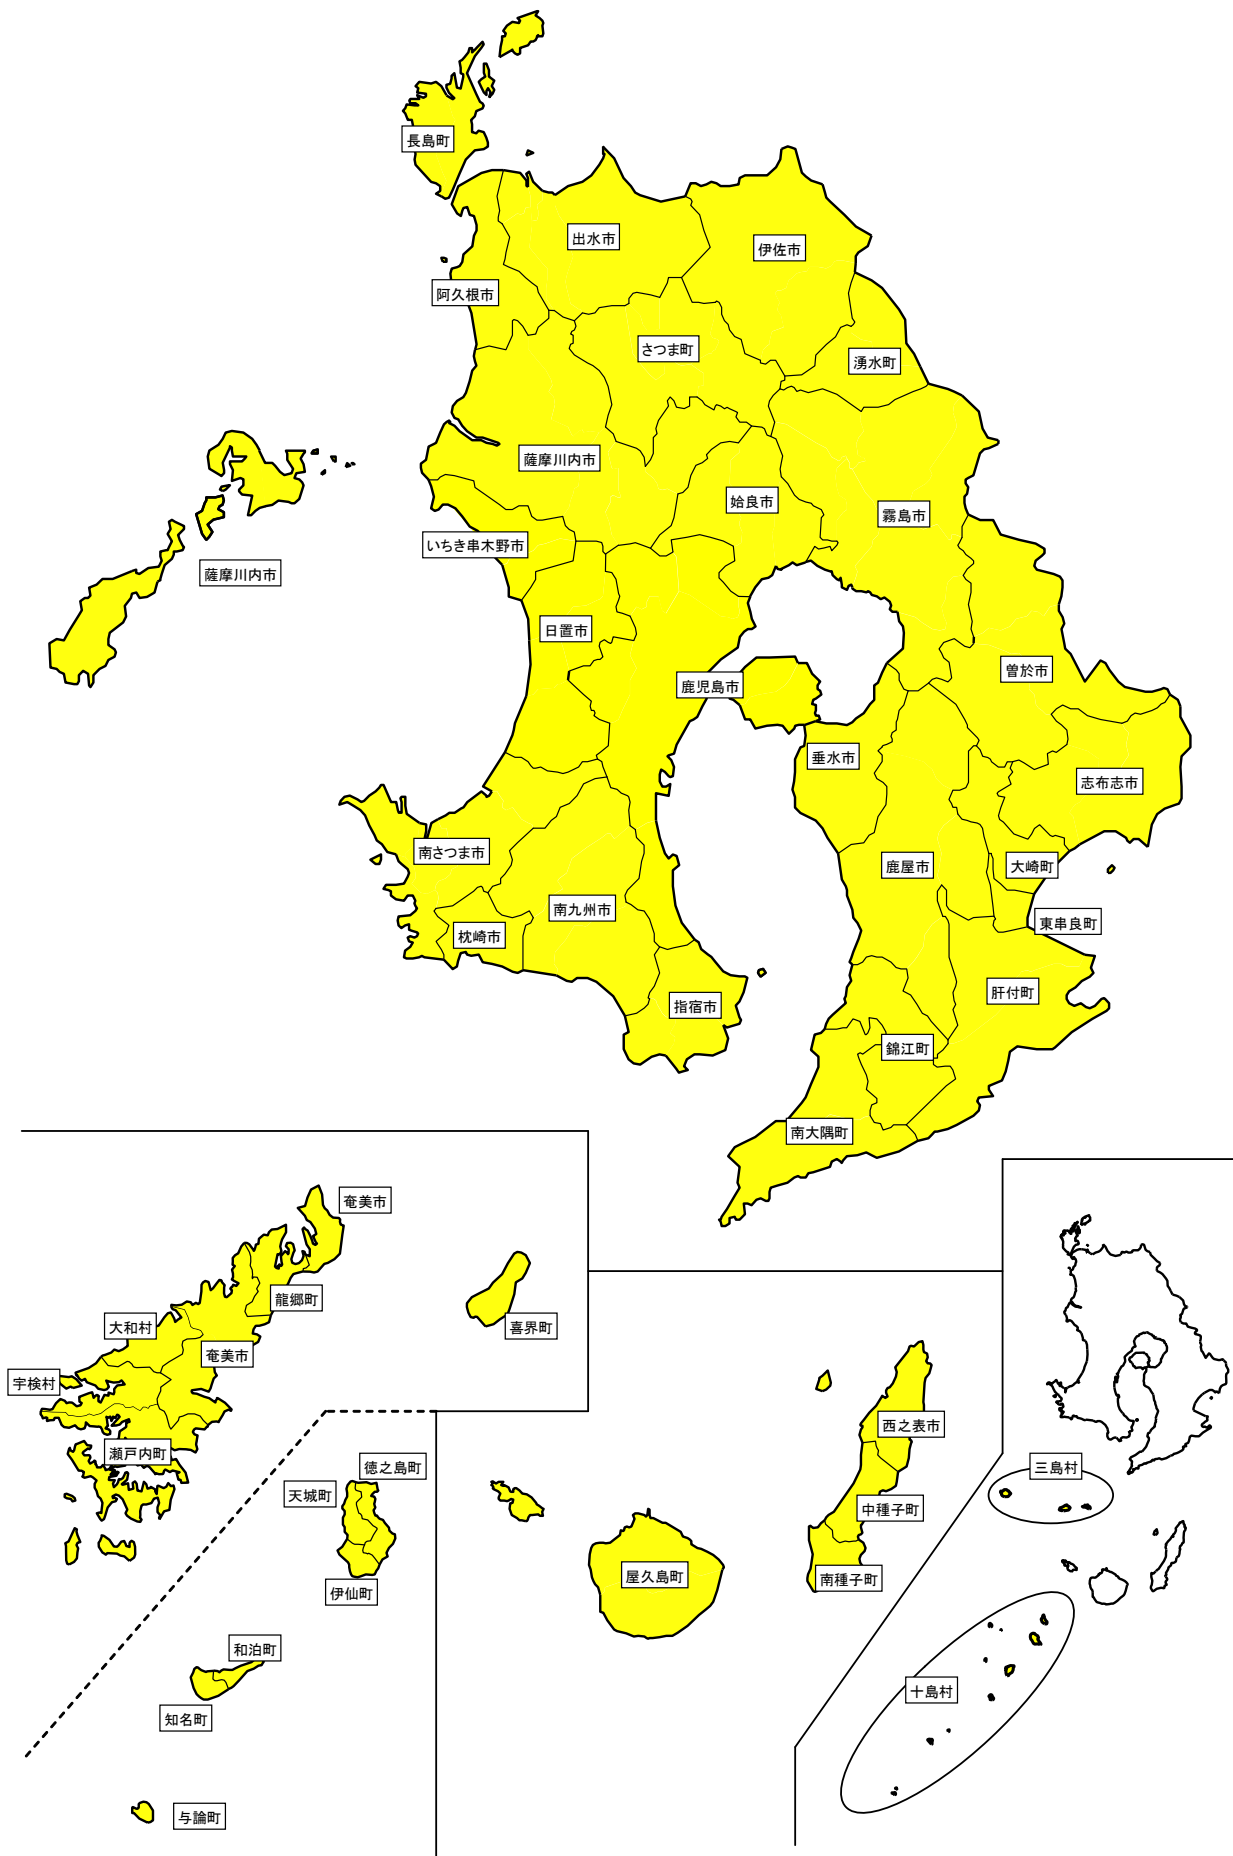 長島町
出水市
伊佐市
阿久根市
さつま町
湧水町
薩摩川内市
姶良市
霧島市
いちき串木野市
薩摩川内市
日置市
曽於市
鹿児島市
垂水市
志布志市
南さつま市
鹿屋市
大崎町
南九州市
東串良町
枕崎市
肝付町
指宿市
錦江町
南大隅町
奄美市
龍郷町
喜界町
大和村
奄美市
宇検村
西之表市
瀬戸内町
徳之島町
三島村
天城町
中種子町
屋久島町
南種子町
伊仙町
和泊町
十島村
知名町
与論町